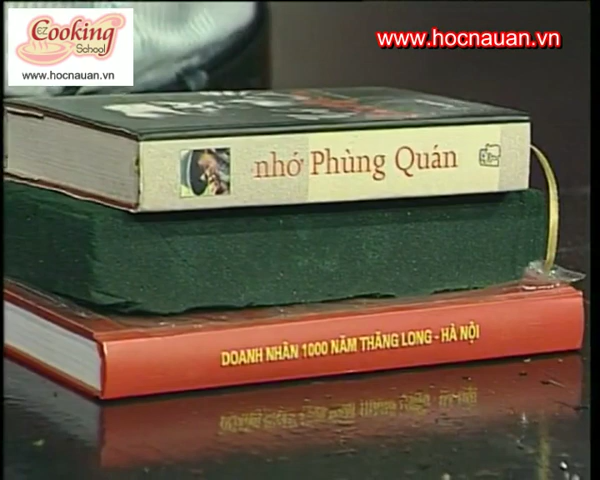 EZ
Cooking
School
www.hocnauan.vn
www.hocnauan.vn
nhớ Phùng Quán
DOANH NHÂN 1000 NĂM THĂNG LONG - HÀ NỘI